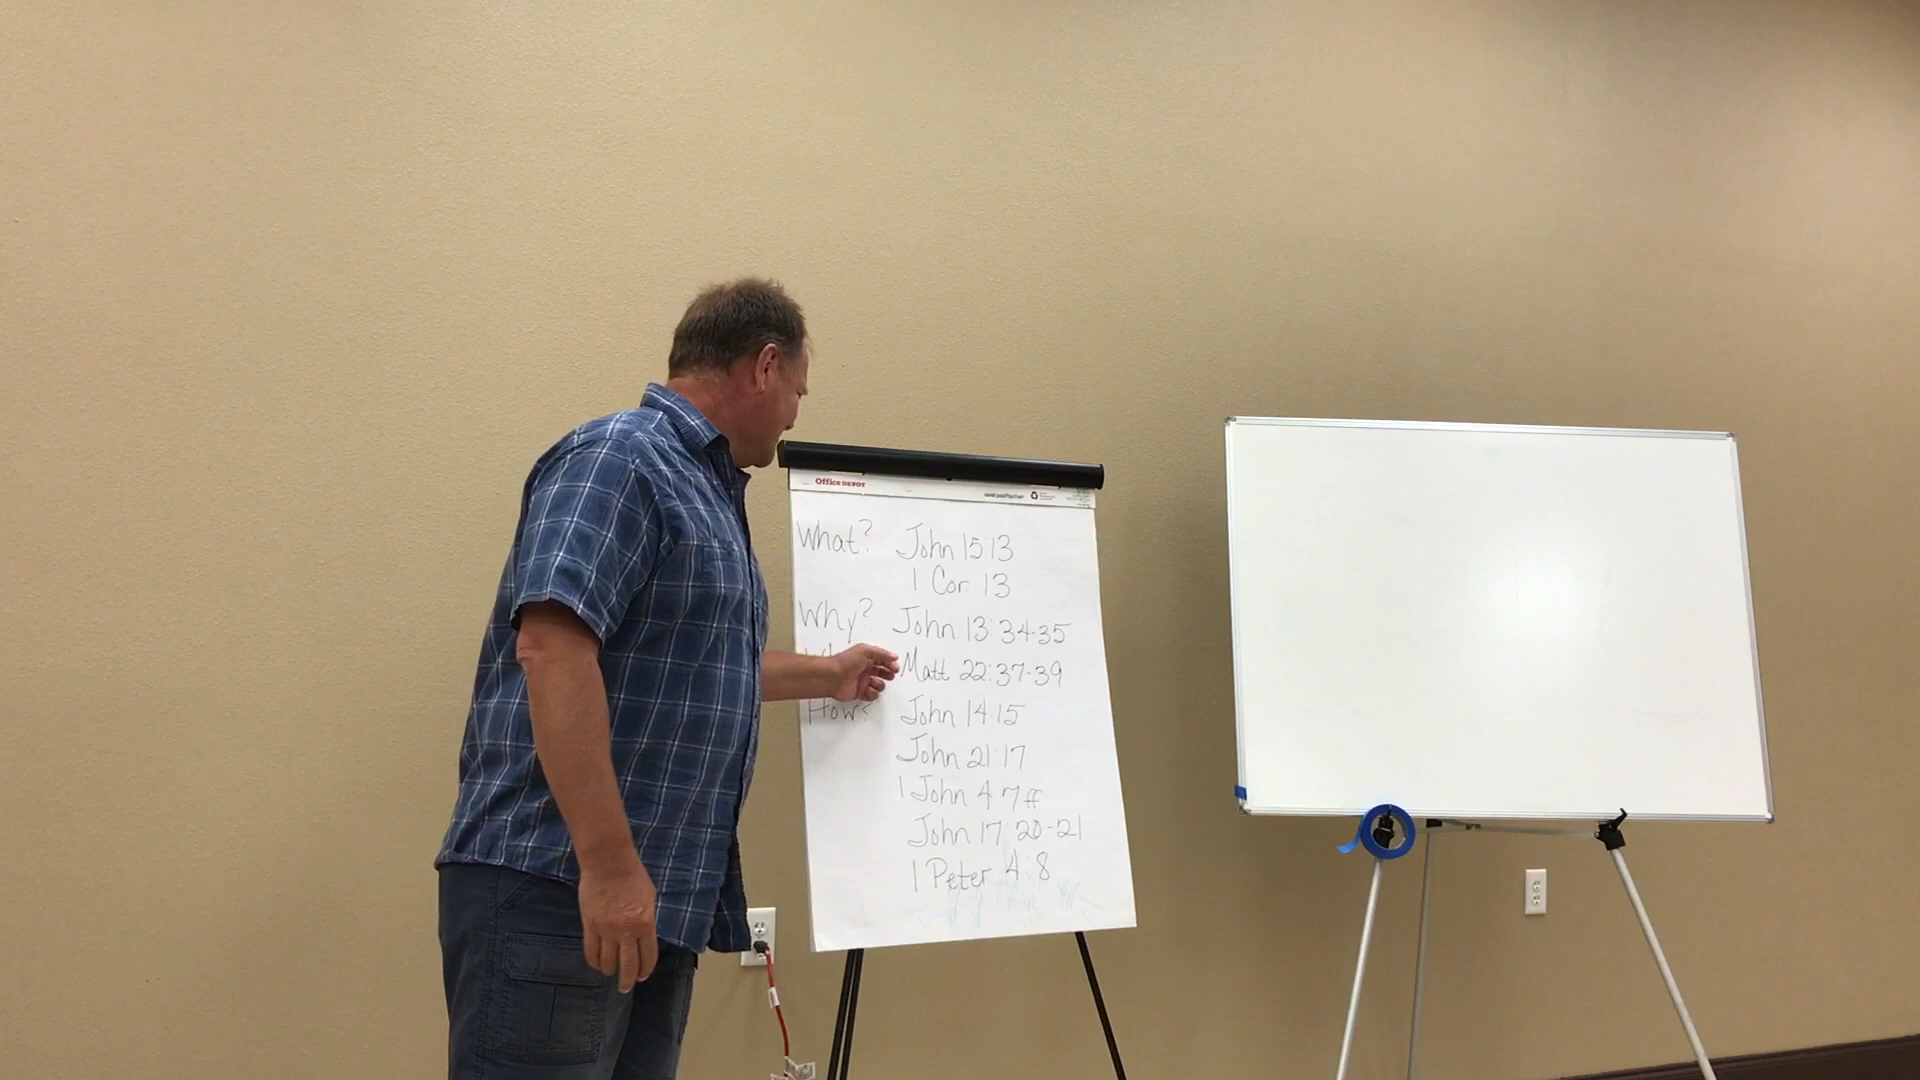 Office DEPOT
What? John 15:13
1 Cor. 13
Why? John 13:34-35
Matt 22:37-39
How? John 14:15
John 21:17
1 John 4:7ff
John 17:20-21
1 Peter 4:8